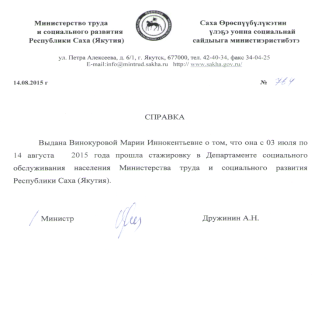 Министерство труда
и социального развития
Республики Саха (Якутия)
Саха Өрөспүүбүлүкэтин
үлэҕэ уонна социальнай
сайдыыга министиэристибэтэ
ул. Петра Алексеева, д. 6/1, г. Якутск, 677000, тел. 42-40-34, факс 34-04-25
E-mail:info@mintrud.sakha.ru http:// www.sakha.gov.ru;
14.08.2015 г
№
СПРАВКА
Выдана Винокуровой Марии Иннокентьевне о том, что она с 03 июля по
14 августа 2015 года прошла стажировку в Департаменте социального
обслуживания населения Министерства труда и социального развития
Республики Саха (Якутия).
Министр
Дружинин А.Н.